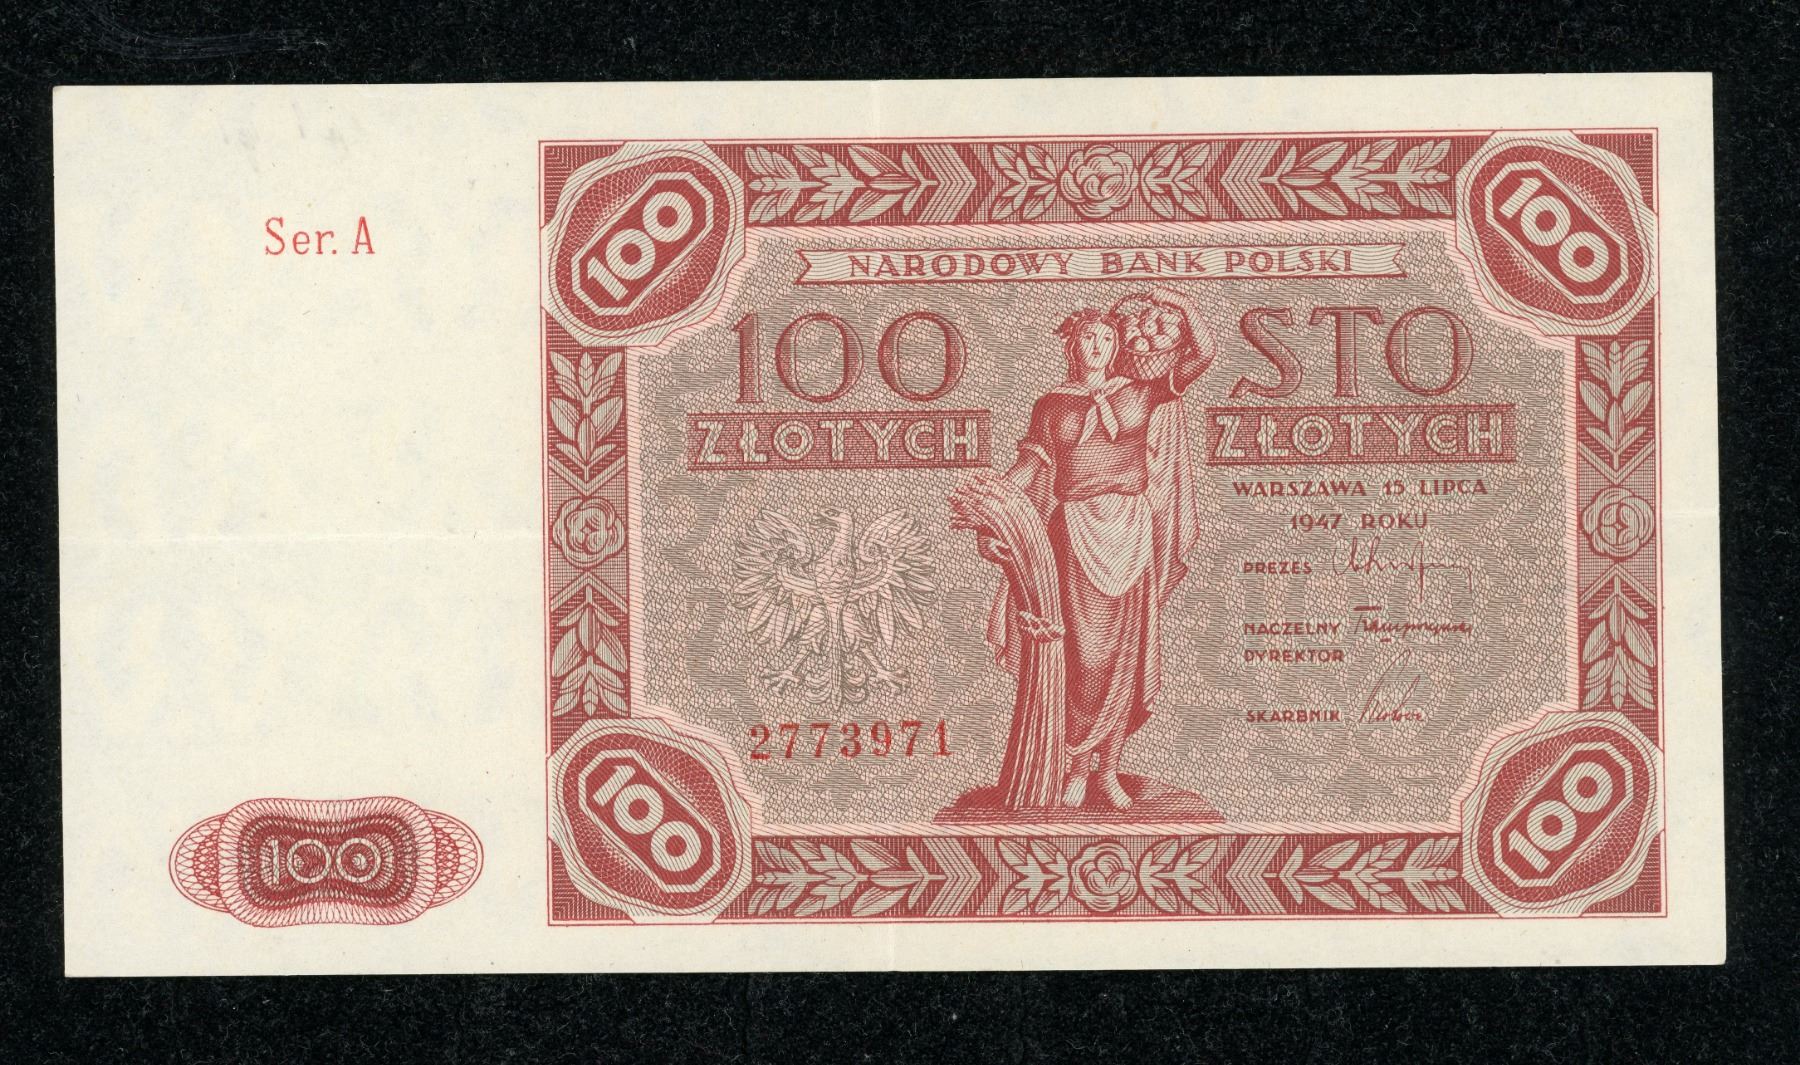 Ser. A
100
100
NARODOWY BANK POLSKI
100 STO
ZŁOTYCH ZŁOTYCH
WARSZAWA 15 LIPCA
1947 ROKU
PREZES
NACZELNY
DYREKTOR
SKARBNIK
2773971
100
100
100